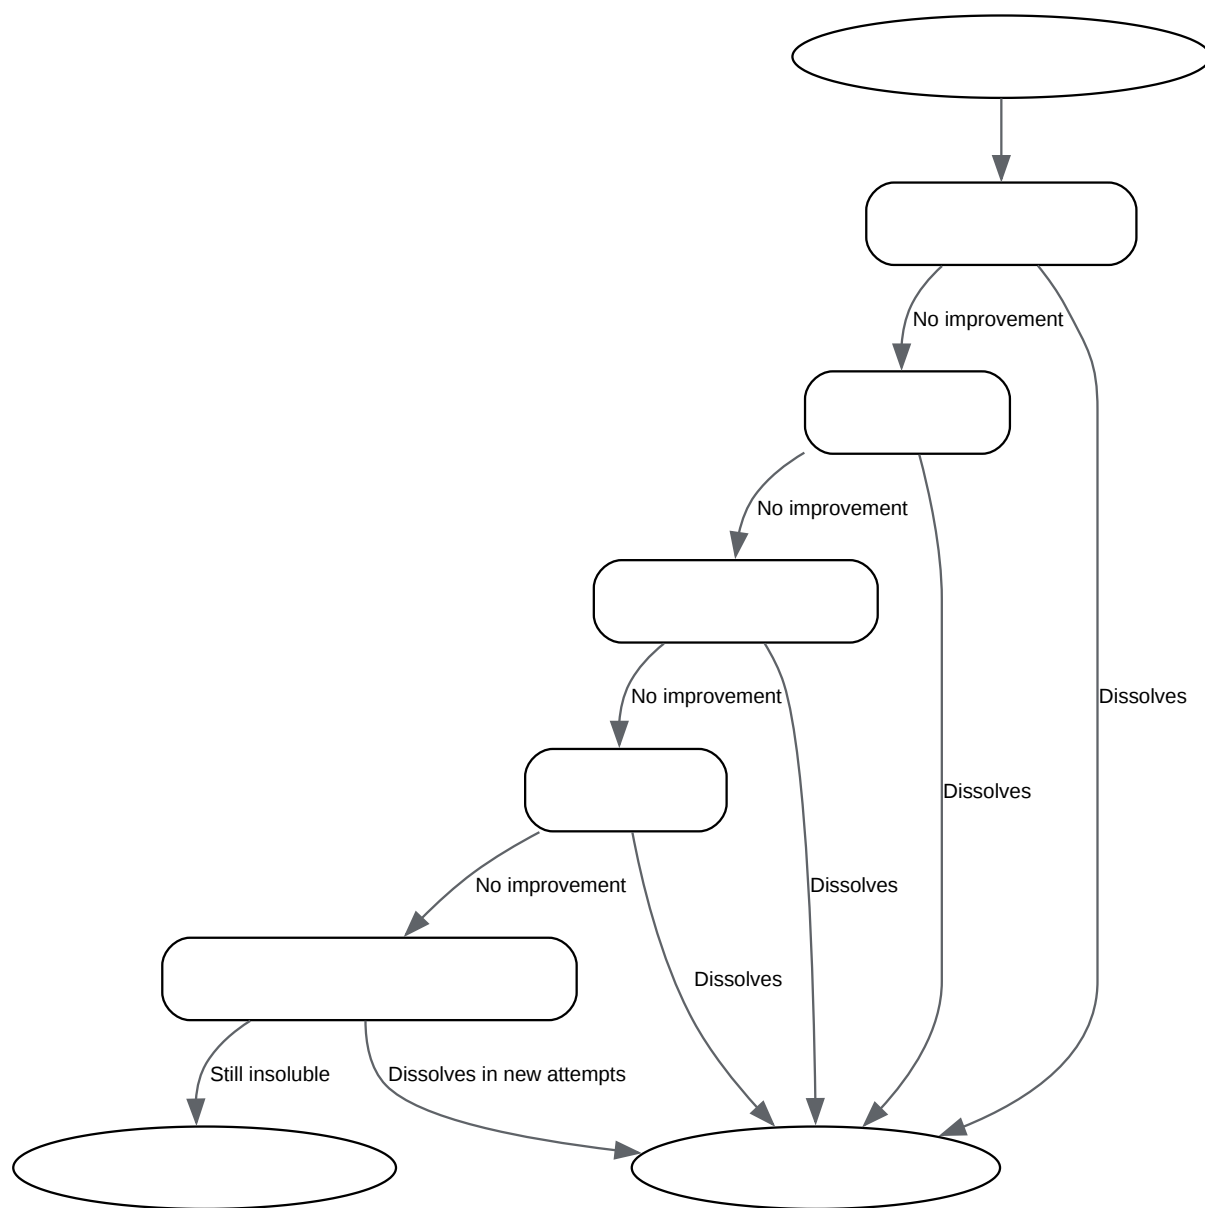 No improvement
No improvement
No improvement
Dissolves
Dissolves
No improvement
Dissolves
Dissolves
Still insoluble
Dissolves in new attempts